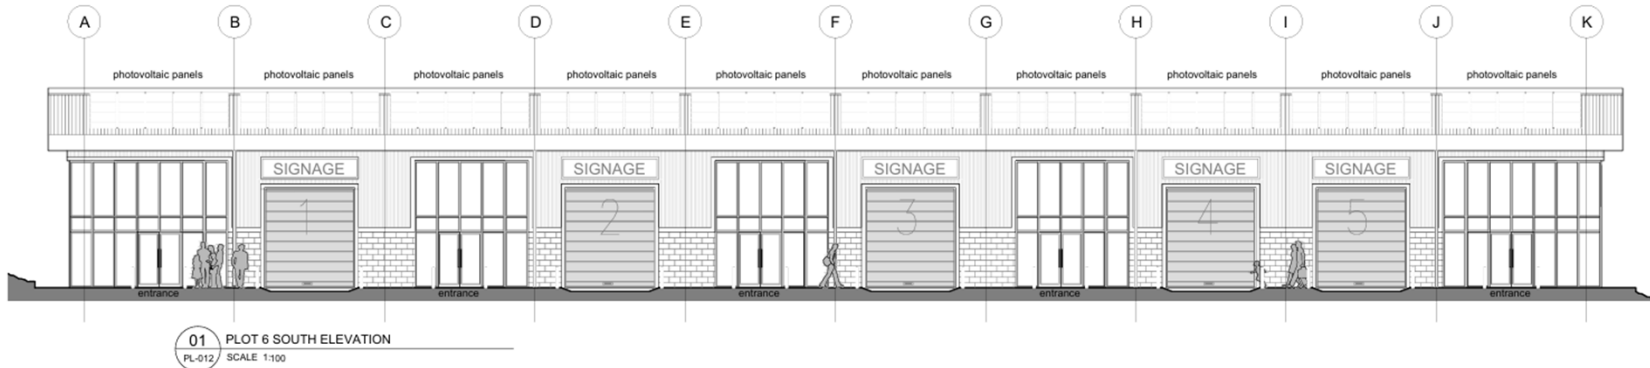 A B C D E F G H I J K
photovoltaic panels photovoltaic panels photovoltaic panels photovoltaic panels photovoltaic panels photovoltaic panels photovoltaic panels photovoltaic panels photovoltaic panels photovoltaic panels
SIGNAGE SIGNAGE SIGNAGE SIGNAGE SIGNAGE
1 2 3 4 5
entrance entrance entrance entrance entrance
01 PLOT 6 SOUTH ELEVATION
PL-012 SCALE 1:100